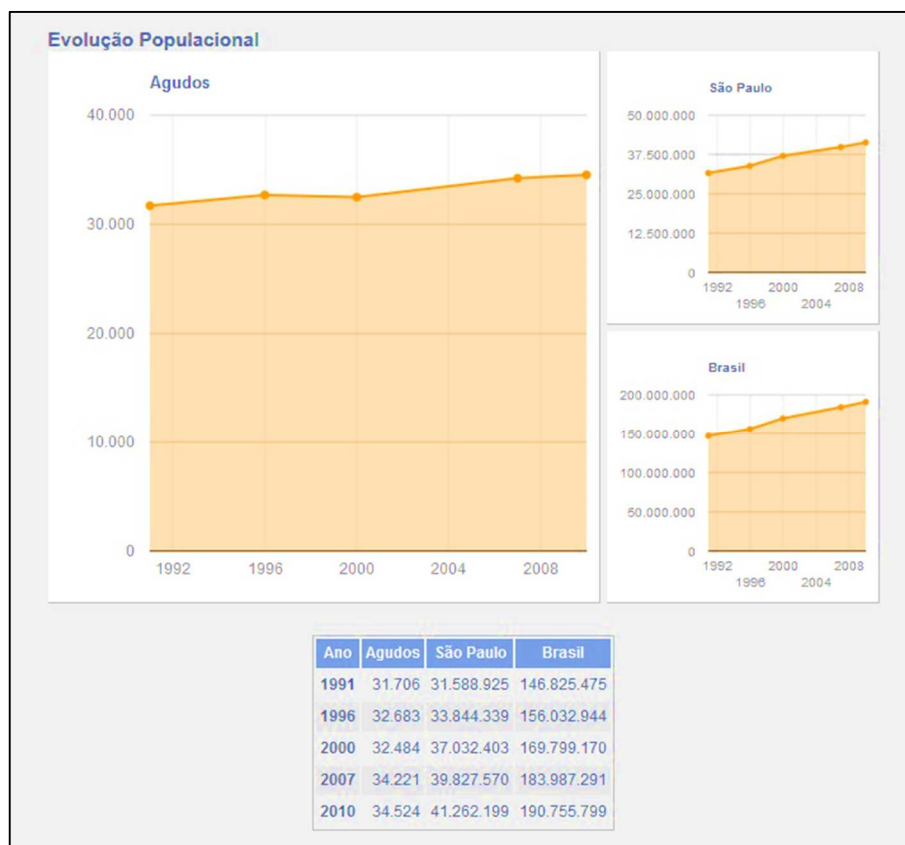 Evolução Populacional
Agudos
40.000
30.000
20.000
10.000
0
1992 1996 2000 2004 2008
São Paulo
50.000.000
37.500.000
25.000.000
12.500.000
0
1992 2000 2008
1996 2004
Brasil
200.000.000
150.000.000
100.000.000
50.000.000
0
1992 2000 2008
1996 2004
Ano Agudos São Paulo Brasil
1991 31.706 31.588.925 146.825.475
1996 32.683 33.844.339 156.032.944
2000 32.484 37.032.403 169.799.170
2007 34.221 39.827.570 183.987.291
2010 34.524 41.262.199 190.755.799